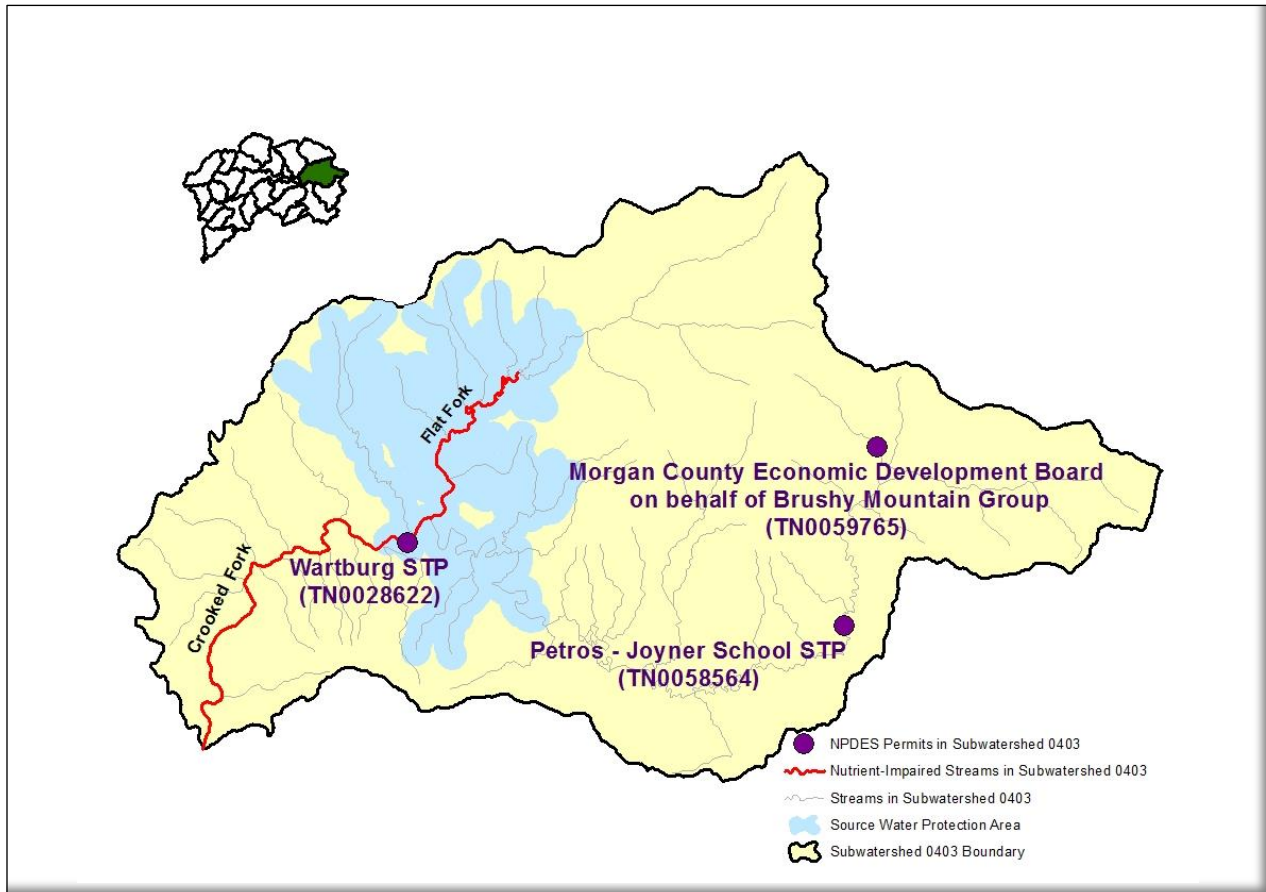 Flat Fork
Morgan County Economic Development Board
on behalf of Brushy Mountain Group
(TN0059765)
Crooked Fork
Wartburg STP
(TN0028622)
Petros - Joyner School STP
(TN0058564)
NPDES Permits in Subwatershed 0403
Nutrient-Impaired Streams in Subwatershed 0403
Streams in Subwatershed 0403
Source Water Protection Area
Subwatershed 0403 Boundary